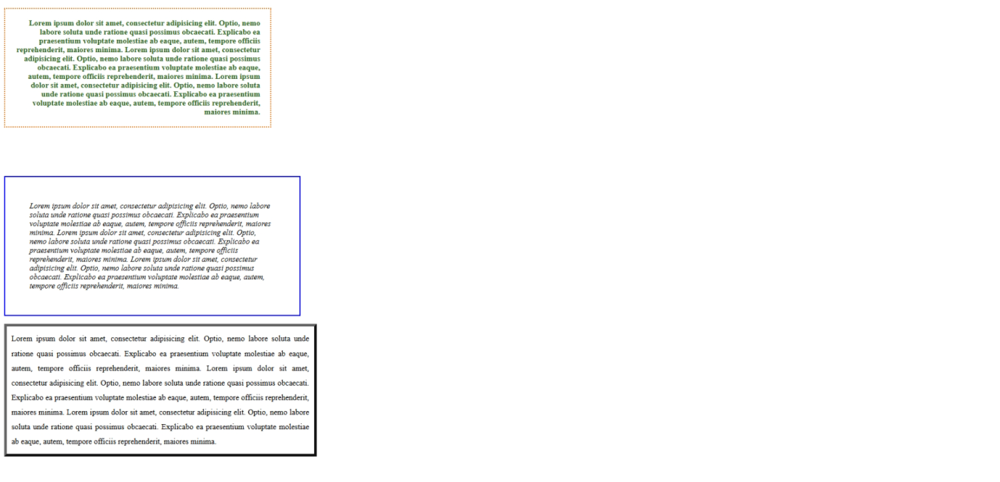 Lorem ipsum dolor sit amet, consectetur adipisicing elit. Optio, nemo
labore soluta unde ratione quasi possimus obcaecati. Explicabo ea
praesentium voluptate molestiae ab eaque, autem, tempore officiis
reprehenderit, maiores minima. Lorem ipsum dolor sit amet, consectetur
adipisicing elit. Optio, nemo labore soluta unde ratione quasi possimus
obcaecati. Explicabo ea praesentium voluptate molestiae ab eaque,
autem, tempore officiis reprehenderit, maiores minima. Lorem ipsum
dolor sit amet, consectetur adipisicing elit. Optio, nemo labore soluta
unde ratione quasi possimus obcaecati. Explicabo ea praesentium
voluptate molestiae ab eaque, autem, tempore officiis reprehenderit,
maiores minima.
Lorem ipsum dolor sit amet, consectetur adipisicing elit. Optio, nemo labore
soluta unde ratione quasi possimus obcaecati. Explicabo ea praesentium
voluptate molestiae ab eaque, autem, tempore officiis reprehenderit, maiores
minima. Lorem ipsum dolor sit amet, consectetur adipisicing elit. Optio,
nemo labore soluta unde ratione quasi possimus obcaecati. Explicabo ea
praesentium voluptate molestiae ab eaque, autem, tempore officiis
reprehenderit, maiores minima. Lorem ipsum dolor sit amet, consectetur
adipisicing elit. Optio, nemo labore soluta unde ratione quasi possimus
obcaecati. Explicabo ea praesentium voluptate molestiae ab eaque, autem,
tempore officiis reprehenderit, maiores minima.
Lorem ipsum dolor sit amet, consectetur adipisicing elit. Optio, nemo labore soluta unde
ratione quasi possimus obcaecati. Explicabo ea praesentium voluptate molestiae ab eaque,
autem, tempore officiis reprehenderit, maiores minima. Lorem ipsum dolor sit amet,
consectetur adipisicing elit. Optio, nemo labore soluta unde ratione quasi possimus obcaecati.
Explicabo ea praesentium voluptate molestiae ab eaque, autem, tempore officiis reprehenderit,
maiores minima. Lorem ipsum dolor sit amet, consectetur adipisicing elit. Optio, nemo labore
soluta unde ratione quasi possimus obcaecati. Explicabo ea praesentium voluptate molestiae
ab eaque, autem, tempore officiis reprehenderit, maiores minima.